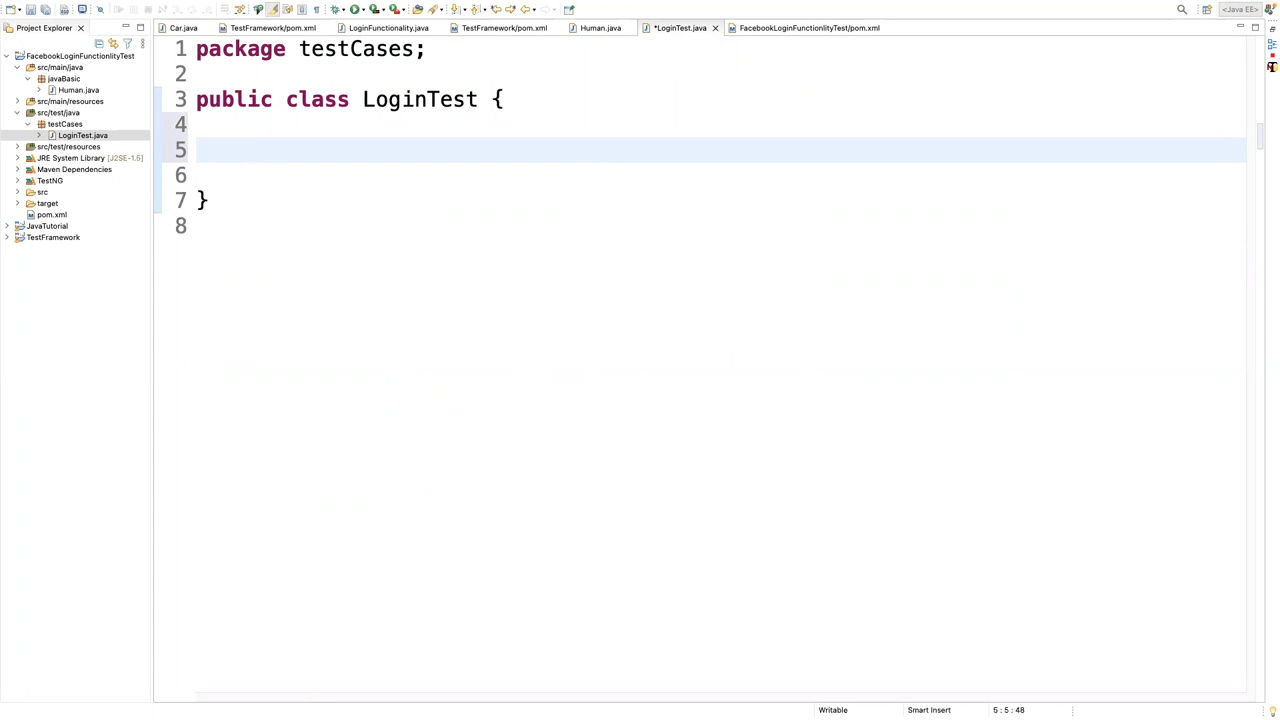 <Java EE>
Project Explorer
Car.java
TestFramework/pom.xml
LoginFunctionality.java
TestFramework/pom.xml
Human.java
*LoginTest.java
FacebookLoginFunctionlityTest/pom.xml
FacebookLoginFunctionlityTest
src/main/java
javaBasic
Human.java
src/main/resources
src/test/java
testCases
LoginTest.java
src/test/resources
JRE System Library [J2SE-1.5]
Maven Dependencies
TestNG
src
target
pom.xml
JavaTutorial
TestFramework
1 package testCases;
2
3 public class LoginTest {
4
5
6
7 }
8
Writable
Smart Insert
5 : 5 : 48